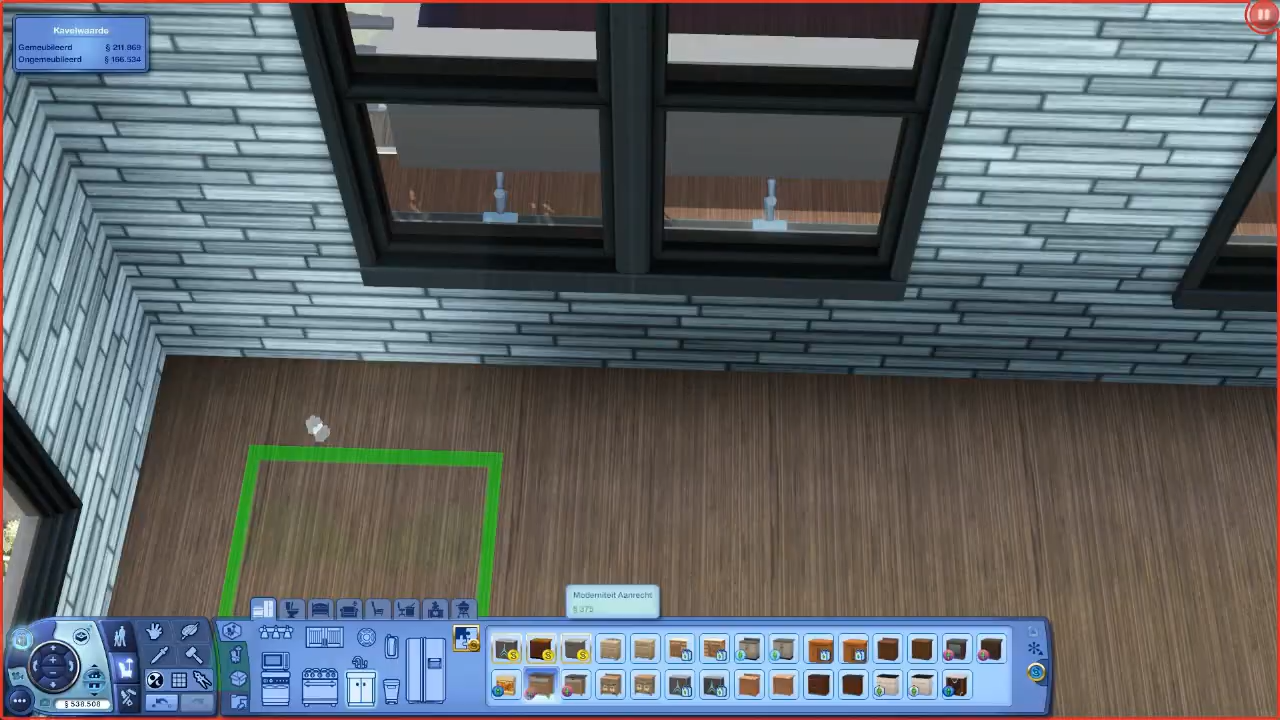 Kavelwaarde
Gemeubileerd § 211.869
Ongemeubileerd § 166.534
Moderniteit Aanrecht
§ 375
§ 538.508